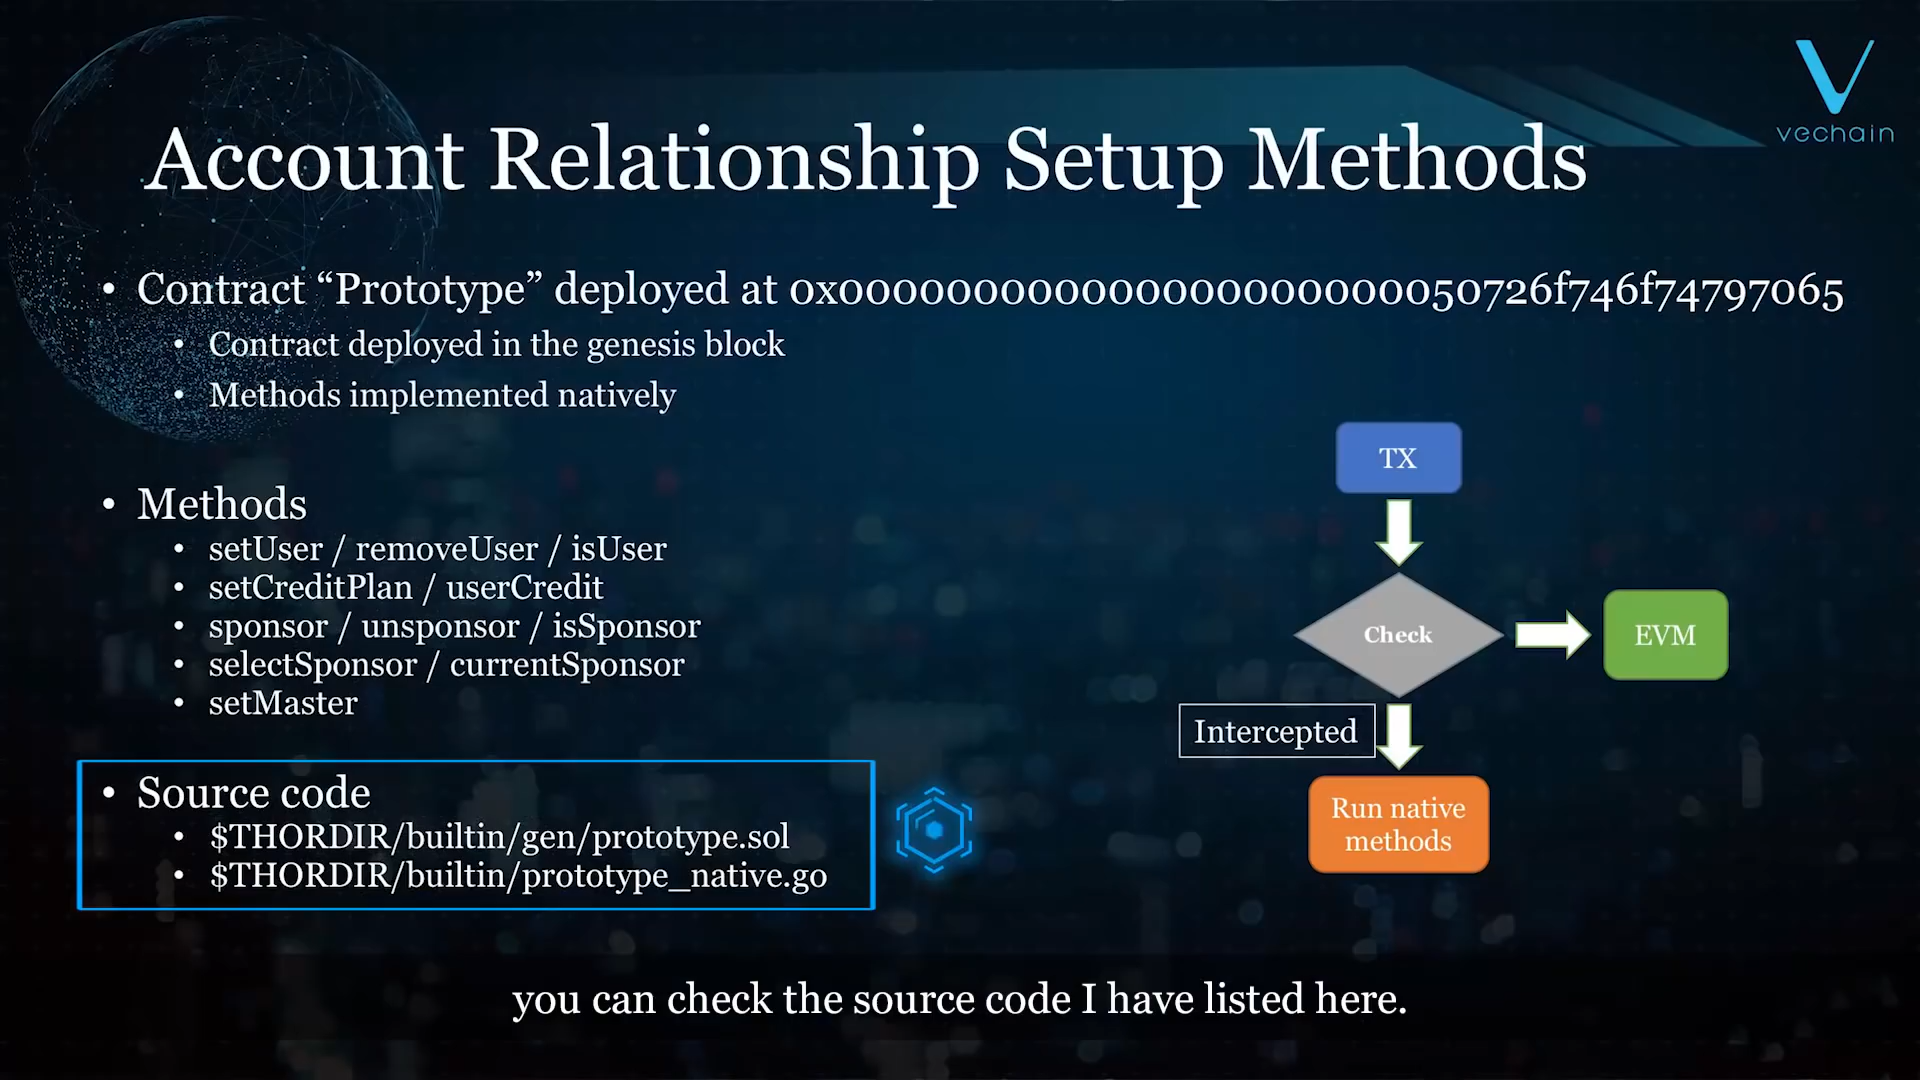 vechain
Account Relationship Setup Methods
• Contract “Prototype” deployed at 0x000000000000000000000050726f746f74797065
• Contract deployed in the genesis block
• Methods implemented natively
• Methods
• setUser / removeUser / isUser
• setCreditPlan / userCredit
• sponsor / unsponsor / isSponsor
• selectSponsor / currentSponsor
• setMaster
• Source code
• $THORDIR/builtin/gen/prototype.sol
• $THORDIR/builtin/prototype_native.go
TX
Check
EVM
Intercepted
Run native
methods
you can check the source code I have listed here.